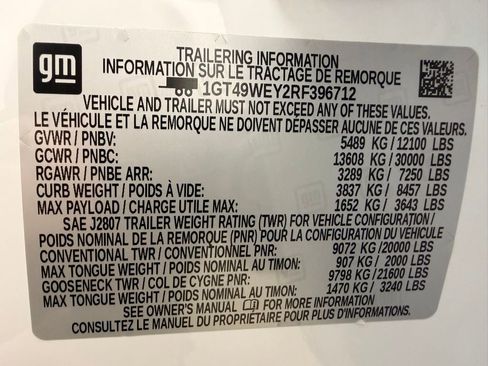 gm
TRAILERING INFORMATION
INFORMATION SUR LE TRACTAGE DE REMORQUE
1GT49WEY2RF396712
VEHICLE AND TRAILER MUST NOT EXCEED ANY OF THESE VALUES.
LE VÉHICULE ET LA REMORQUE NE DOIVENT DÉPASSER AUCUNE DE CES VALEURS.
GVWR / PNBV: 5489 KG / 12100 LBS
GCWR / PNBC: 13608 KG / 30000 LBS
RGAWR / PNBE ARR: 3289 KG / 7250 LBS
CURB WEIGHT / POIDS À VIDE: 3837 KG / 8457 LBS
MAX PAYLOAD / CHARGE UTILE MAX: 1652 KG / 3643 LBS
SAE J2807 TRAILER WEIGHT RATING (TWR) FOR VEHICLE CONFIGURATION /
POIDS NOMINAL DE LA REMORQUE (PNR) POUR LA CONFIGURATION DU VÉHICULE
CONVENTIONAL TWR / CONVENTIONNEL PNR: 9072 KG /20000 LBS
MAX TONGUE WEIGHT / POIDS NOMINAL AU TIMON: 907 KG / 2000 LBS
GOOSENECK TWR / COL DE CYGNE PNR: 9798 KG /21600 LBS
MAX TONGUE WEIGHT / POIDS NOMINAL AU TIMON: 1470 KG / 3240 LBS
SEE OWNER'S MANUAL FOR MORE INFORMATION
CONSULTEZ LE MANUEL DU PROPRIÉTAIRE POUR PLUS D'INFORMATIONS.